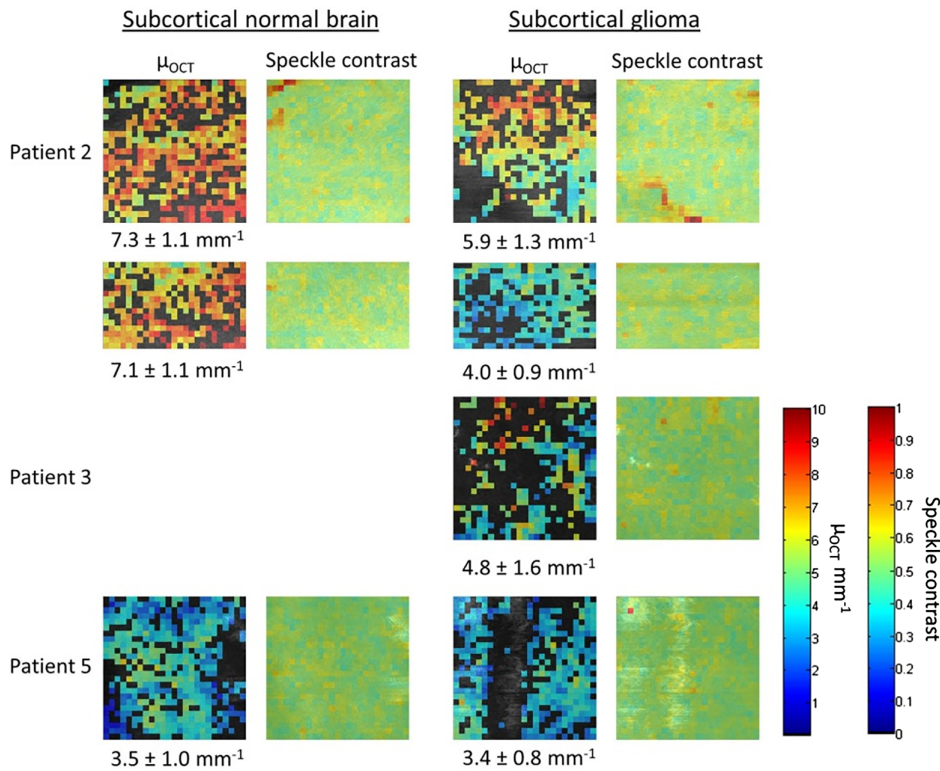 Subcortical normal brain
Subcortical glioma
μOCT
Speckle contrast
μOCT
Speckle contrast
Patient 2
7.3 ± 1.1 mm-1
5.9 ± 1.3 mm-1
7.1 ± 1.1 mm-1
4.0 ± 0.9 mm-1
Patient 3
4.8 ± 1.6 mm-1
Patient 5
3.5 ± 1.0 mm-1
3.4 ± 0.8 mm-1
10
9
8
7
6
5
4
3
2
1
μOCT mm-1
1
0.9
0.8
0.7
0.6
0.5
0.4
0.3
0.2
0.1
0
Speckle contrast